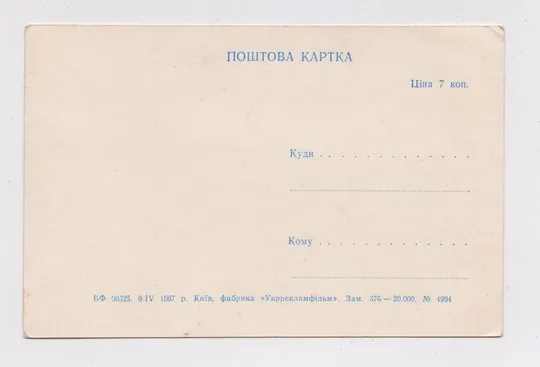 ПОШТОВА КАРТКА
Ціна 7 коп.
Куди . . . . . . . . . . . . .
Кому . . . . . . . . . . . . .
БФ 00325. 6 IV 1967 р. Київ, фабрика «Укррекламфільм». Зам. 376 — 20.000. № 4994